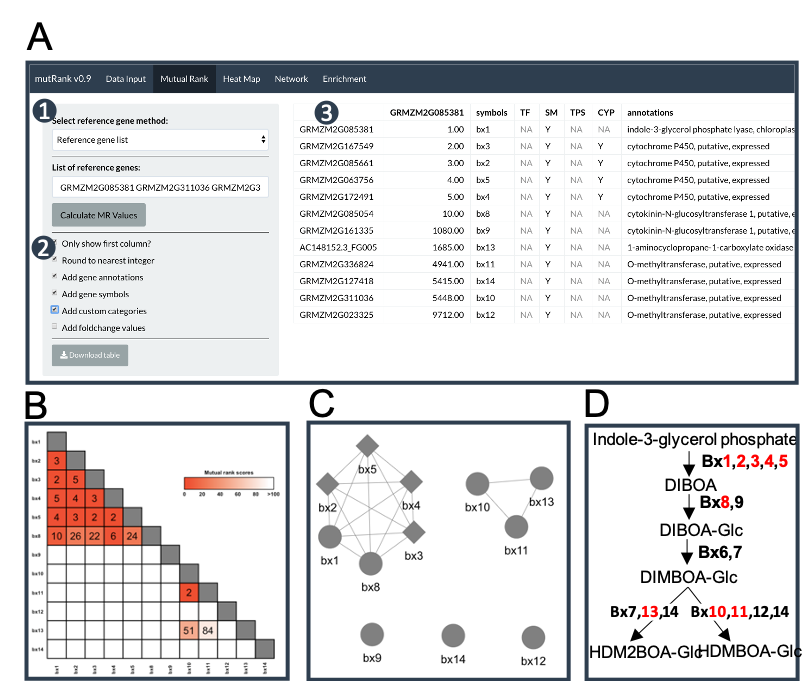 A
mutRank v0.9 Data Input Mutual Rank Heat Map Network Enrichment
1
Select reference gene method:
Reference gene list
List of reference genes:
GRMZM2G085381 GRMZM2G311036 GRMZM2G3
Calculate MR Values
2
Only show first column?
Round to nearest integer
Add gene annotations
Add gene symbols
Add custom categories
Add foldchange values
Download table
3
GRMZM2G085381 symbols TF SM TPS CYP annotations
GRMZM2G085381 1.00 bx1 NA Y NA NA indole-3-glycerol phosphate lyase, chloroplas
GRMZM2G167549 2.00 bx3 NA Y NA Y cytochrome P450, putative, expressed
GRMZM2G085661 3.00 bx2 NA Y NA Y cytochrome P450, putative, expressed
GRMZM2G063756 4.00 bx5 NA Y NA Y cytochrome P450, putative, expressed
GRMZM2G172491 5.00 bx4 NA Y NA Y cytochrome P450, putative, expressed
GRMZM2G085054 10.00 bx8 NA Y NA NA cytokinin-N-glucosyltransferase 1, putative, e
GRMZM2G161335 1080.00 bx9 NA Y NA NA cytokinin-N-glucosyltransferase 1, putative, e
AC148152.3_FG005 1685.00 bx13 NA Y NA NA 1-aminocyclopropane-1-carboxylate oxidase
GRMZM2G336824 4941.00 bx11 NA Y NA NA O-methyltransferase, putative, expressed
GRMZM2G127418 5415.00 bx14 NA Y NA NA O-methyltransferase, putative, expressed
GRMZM2G311036 5448.00 bx10 NA Y NA NA O-methyltransferase, putative, expressed
GRMZM2G023325 9712.00 bx12 NA Y NA NA O-methyltransferase, putative, expressed
B
Mutual rank scores
0 20 40 60 80 >100
bx1
bx2 3
bx3 2 5
bx4 5 4 3
bx5 4 3 2 2
bx8 10 26 22 6 24
bx9
bx10
bx11 2
bx12
bx13 51 84
bx14
bx1 bx2 bx3 bx4 bx5 bx8 bx9 bx10 bx11 bx12 bx13 bx14
C
bx5
bx2
bx4
bx1
bx3
bx8
bx10
bx13
bx11
bx9
bx14
bx12
D
Indole-3-glycerol phosphate
Bx1,2,3,4,5
DIBOA
Bx8,9
DIBOA-Glc
Bx6,7
DIMBOA-Glc
Bx7,13,14 Bx10,11,12,14
HDM2BOA-Glc HDMBOA-Glc